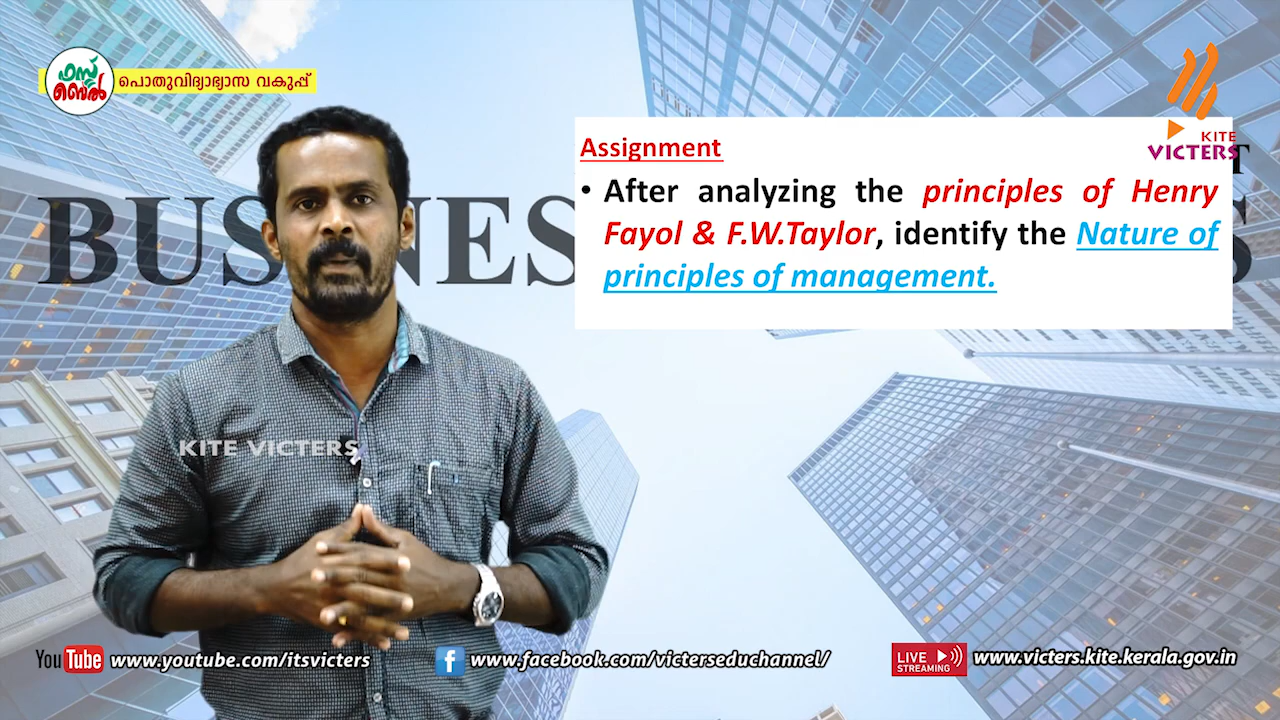 ഫസ്റ്റ്
ബെൽ
പൊതുവിദ്യാഭ്യാസ വകുപ്പ്
KITE
VICTERS
Assignment
• After analyzing the principles of Henry
Fayol & F.W.Taylor, identify the Nature of
principles of management.
KITE VICTERS
YouTube www.youtube.com/itsvicters
f www.facebook.com/victerseduchannel/
LIVE
STREAMING
www.victers.kite.kerala.gov.in